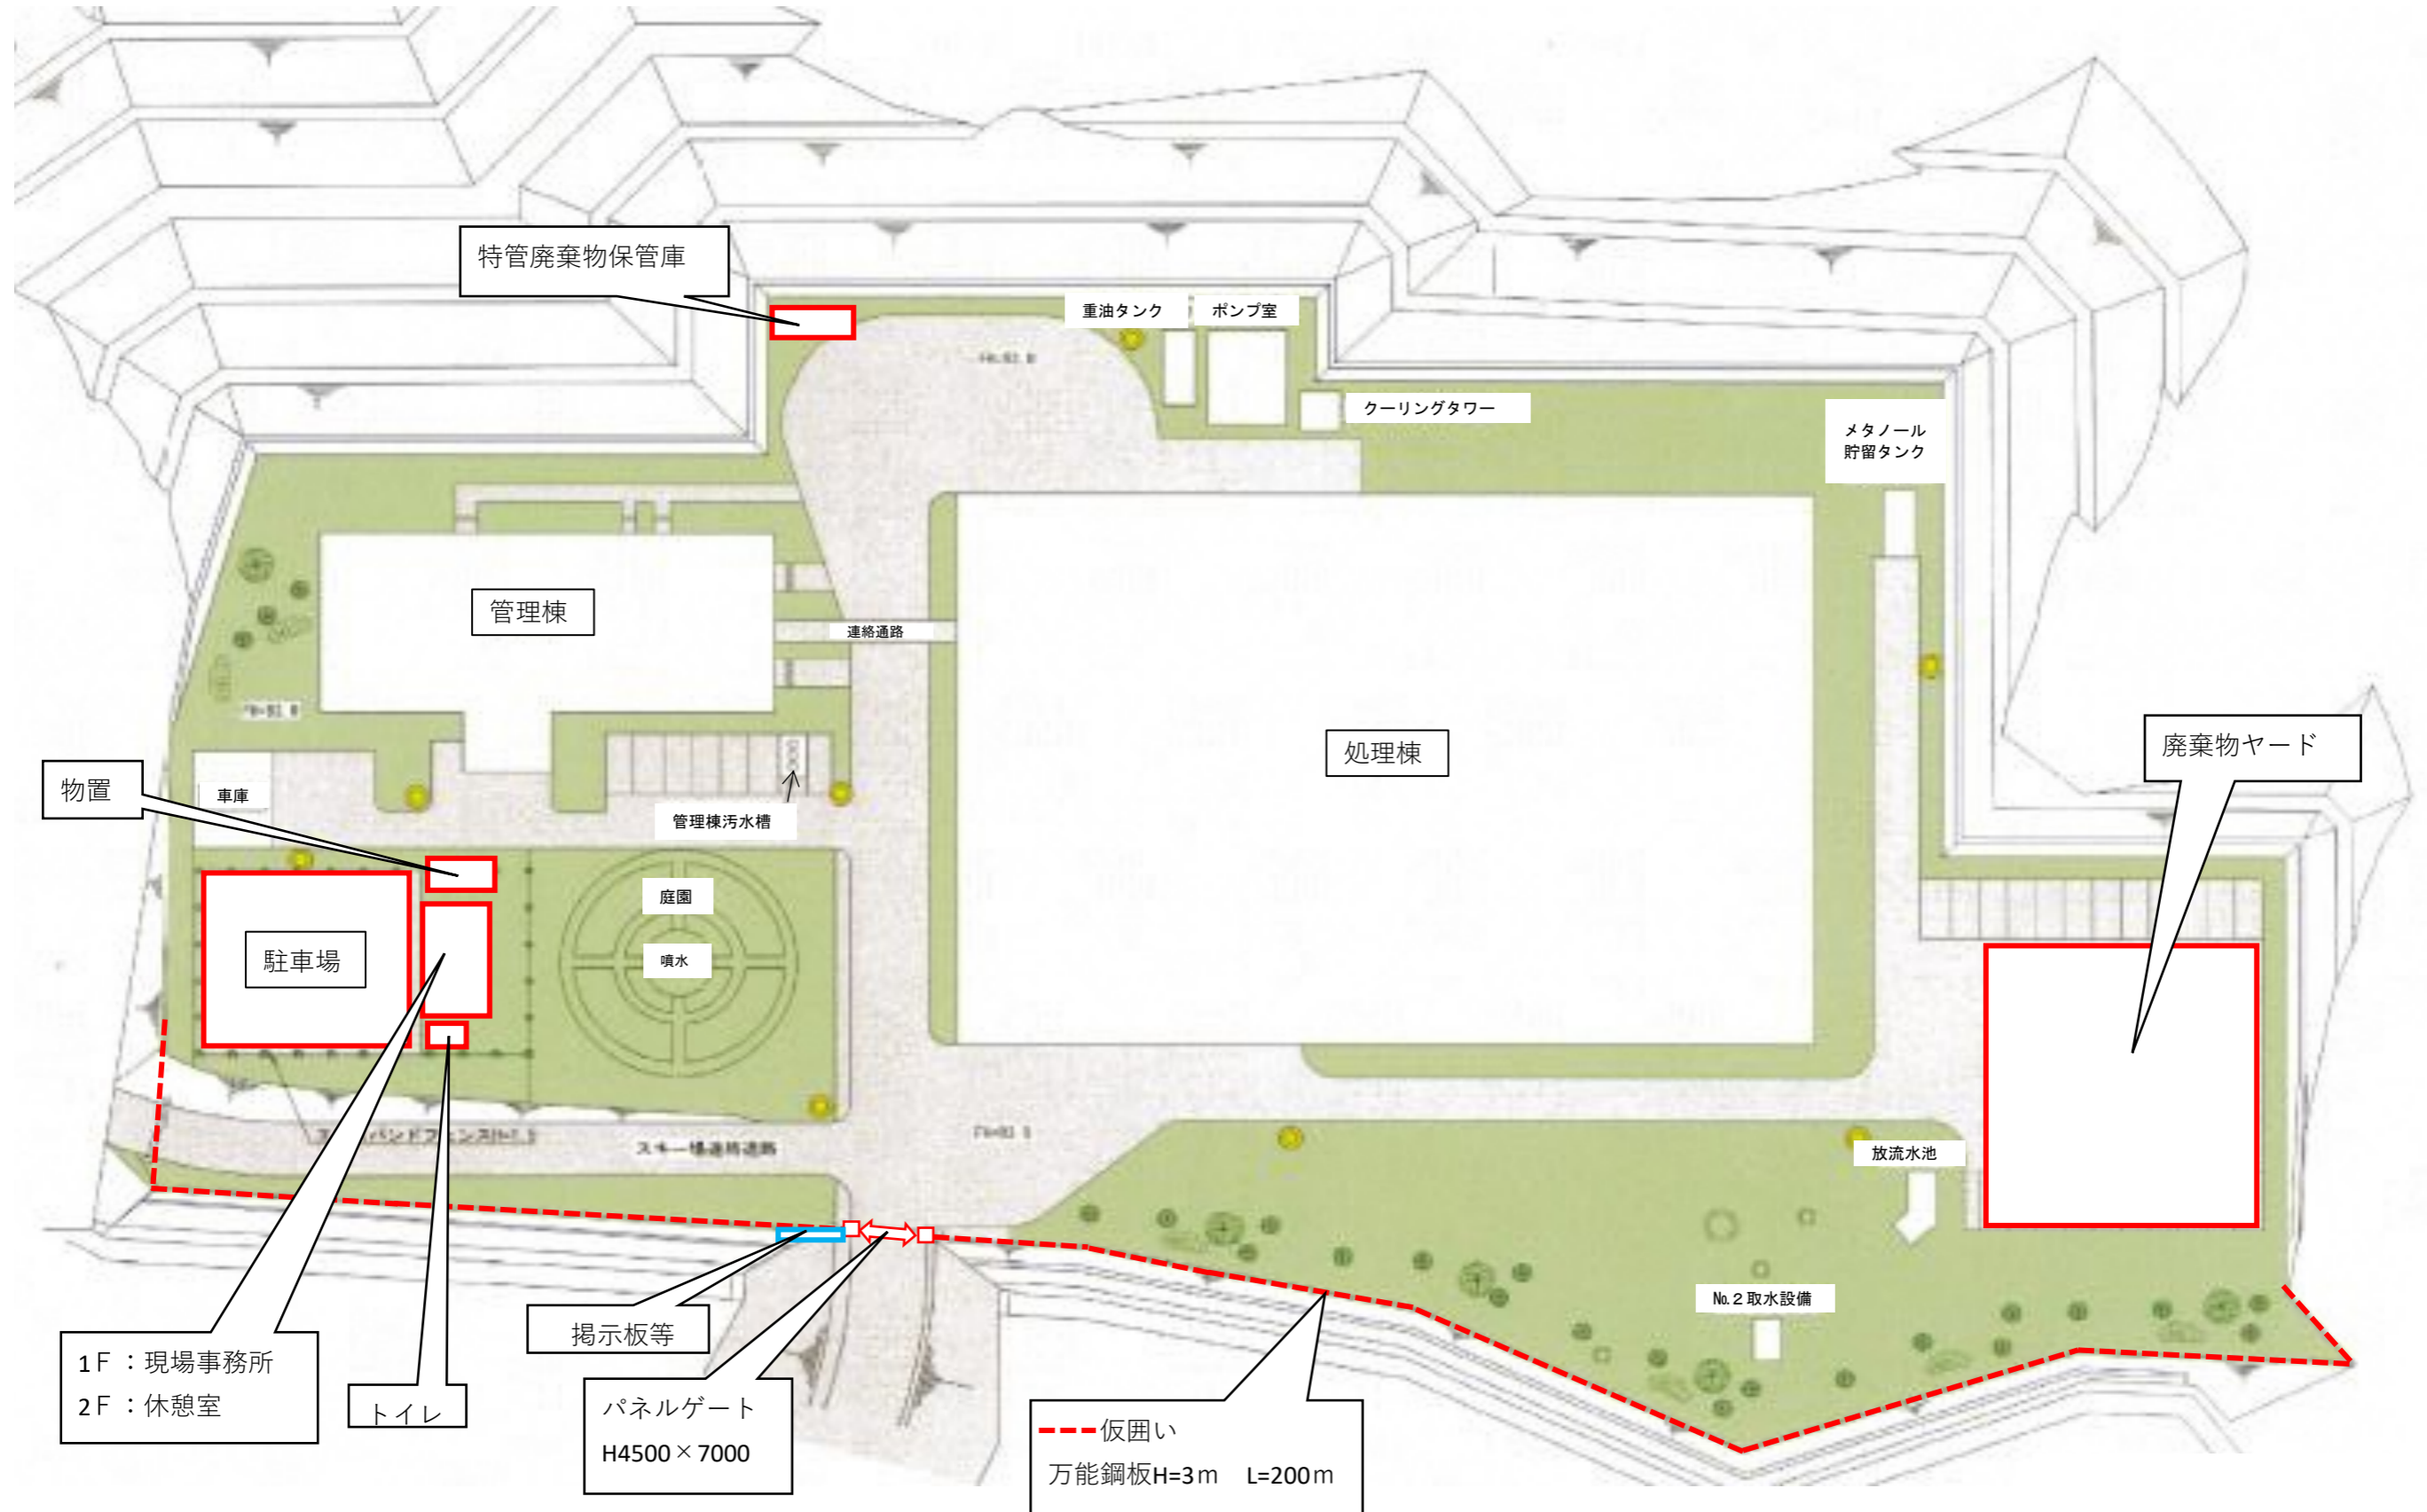 特管廃棄物保管庫
重油タンク
ポンプ室
クーリングタワー
メタノール
貯留タンク
管理棟
連絡通路
処理棟
廃棄物ヤード
物置
車庫
管理棟汚水槽
庭園
噴水
駐車場
スキー場連絡道路
放流水池
№2取水設備
掲示板等
1F：現場事務所
2F：休憩室
トイレ
パネルゲート
H4500×7000
仮囲い
万能鋼板H=3m L=200m